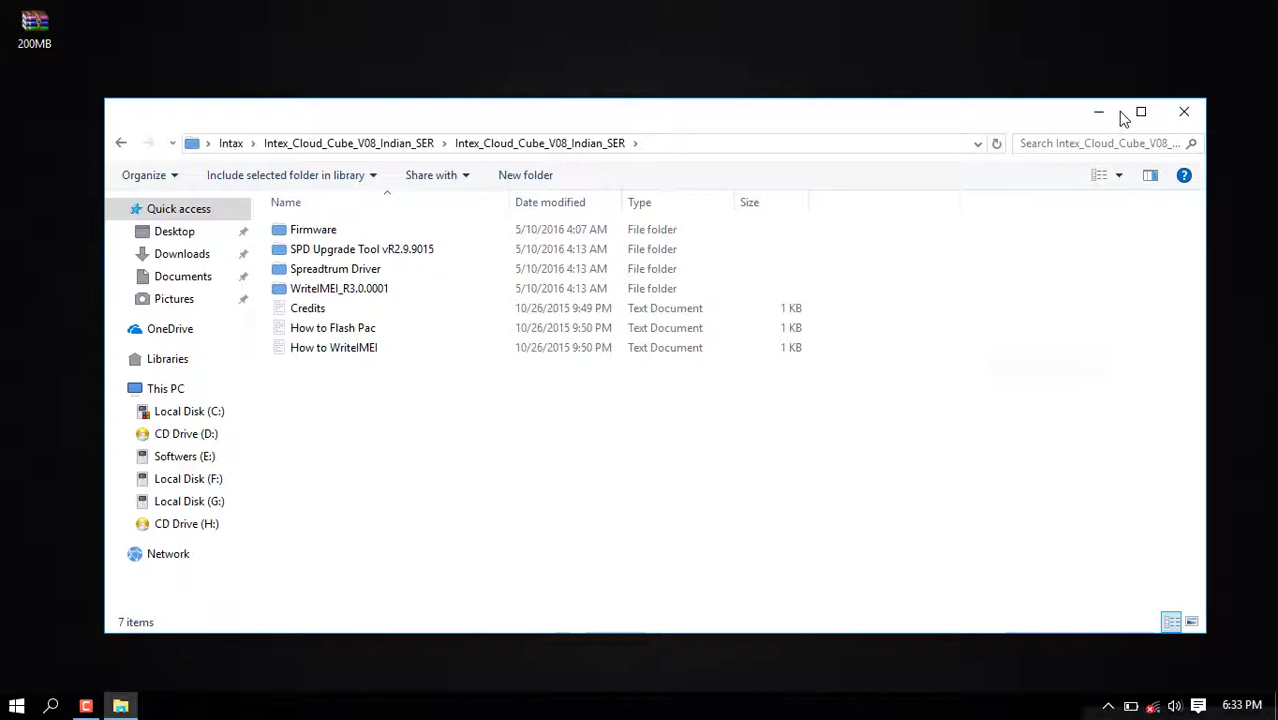 200MB
Intax Intex_Cloud_Cube_V08_Indian_SER Intex_Cloud_Cube_V08_Indian_SER Search Intex_Cloud_Cube_V08_...
Organize Include selected folder in library Share with New folder
Name Date modified Type Size
Quick access
Desktop
Downloads
Documents
Pictures
OneDrive
Libraries
This PC
Local Disk (C:)
CD Drive (D:)
Softwers (E:)
Local Disk (F:)
Local Disk (G:)
CD Drive (H:)
Network
Firmware 5/10/2016 4:07 AM File folder
SPD Upgrade Tool vR2.9.9015 5/10/2016 4:13 AM File folder
Spreadtrum Driver 5/10/2016 4:13 AM File folder
WriteIMEI_R3.0.0001 5/10/2016 4:13 AM File folder
Credits 10/26/2015 9:49 PM Text Document 1 KB
How to Flash Pac 10/26/2015 9:50 PM Text Document 1 KB
How to WriteIMEI 10/26/2015 9:50 PM Text Document 1 KB
7 items
6:33 PM